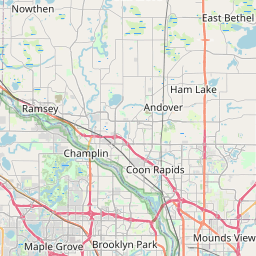 Nowthen
East Bethel
Ham Lake
Andover
Ramsey
Champlin
Coon Rapids
Mounds View
Maple Grove
Brooklyn Park